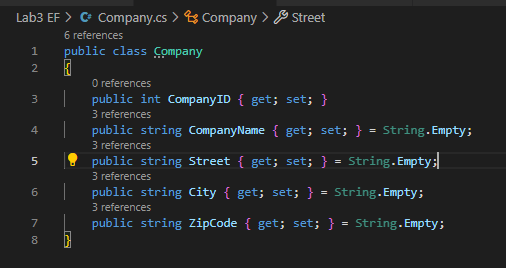 Lab3 EF > Company.cs > Company > Street
6 references
1 public class Company
2 {
0 references
3 public int CompanyID { get; set; }
3 references
4 public string CompanyName { get; set; } = String.Empty;
3 references
5 public string Street { get; set; } = String.Empty;
3 references
6 public string City { get; set; } = String.Empty;
3 references
7 public string ZipCode { get; set; } = String.Empty;
8 }